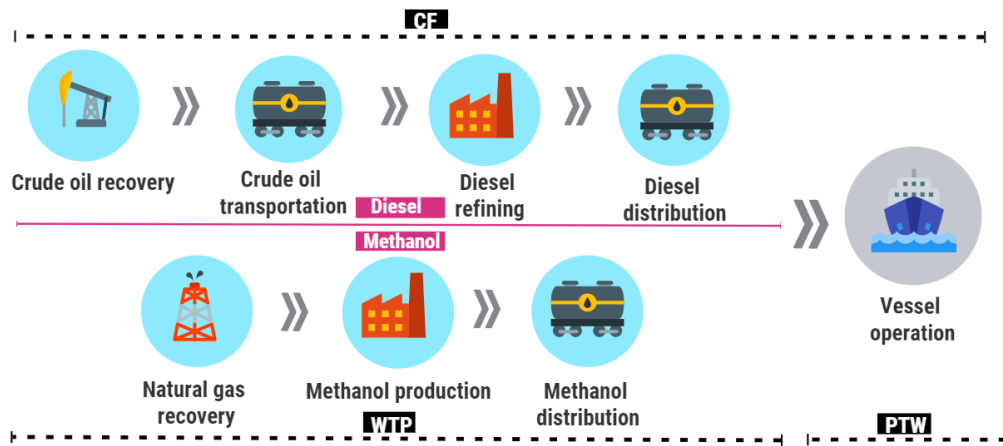 CF
Crude oil recovery
Crude oil
transportation
Diesel
refining
Diesel
distribution
Diesel
Methanol
Natural gas
recovery
Methanol production
Methanol
distribution
Vessel
operation
WTP
PTW